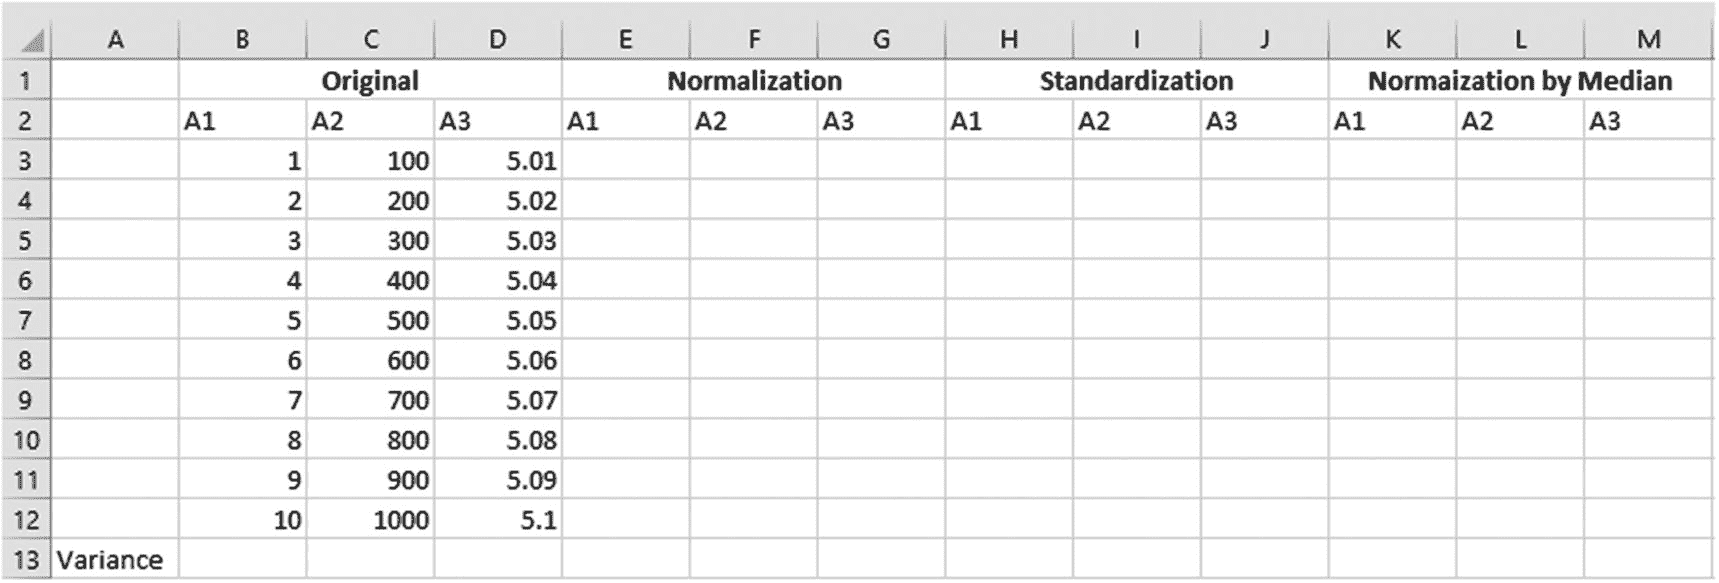 A B C D E F G H I J K L M
1 Original Normalization Standardization Normaization by Median
2 A1 A2 A3 A1 A2 A3 A1 A2 A3 A1 A2 A3
3 1 100 5.01
4 2 200 5.02
5 3 300 5.03
6 4 400 5.04
7 5 500 5.05
8 6 600 5.06
9 7 700 5.07
10 8 800 5.08
11 9 900 5.09
12 10 1000 5.1
13 Variance